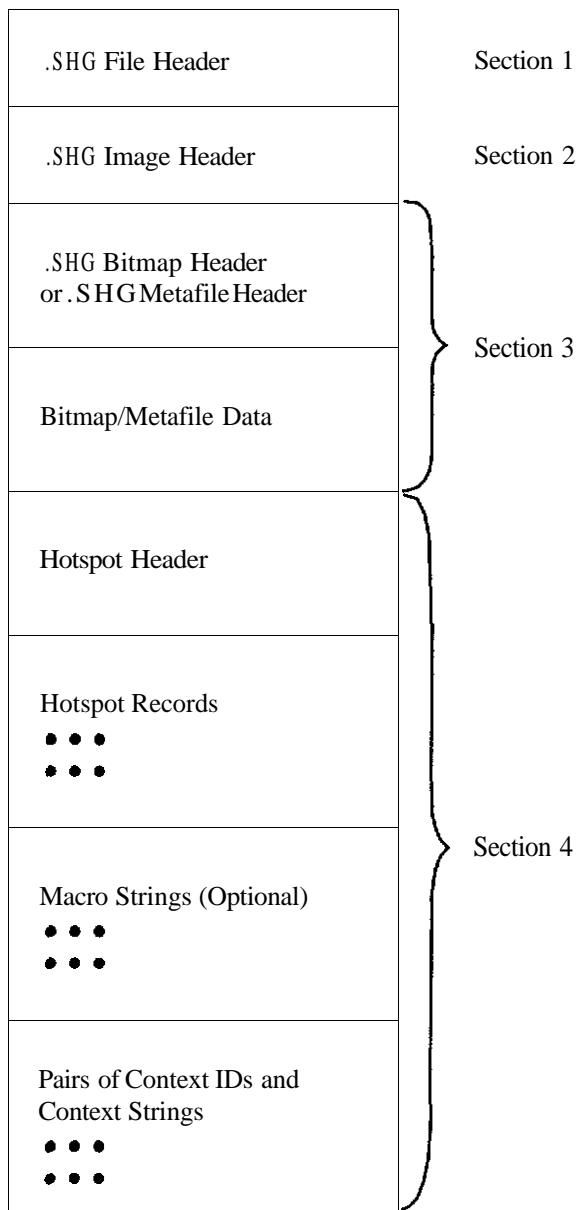 .SHG File Header
Section 1
.SHG Image Header
Section 2
.SHG Bitmap Header
or .SHG Metafile Header
Section 3
Bitmap/Metafile Data
Hotspot Header
Hotspot Records
Section 4
Macro Strings (Optional)
Pairs of Context IDs and
Context Strings